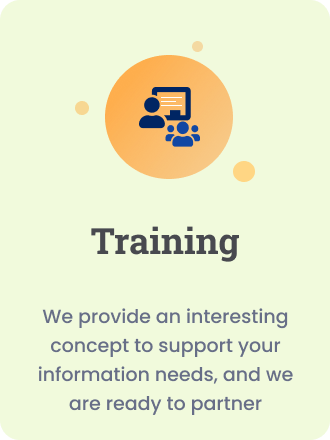 Training
We provide an interesting
concept to support your
information needs, and we
are ready to partner